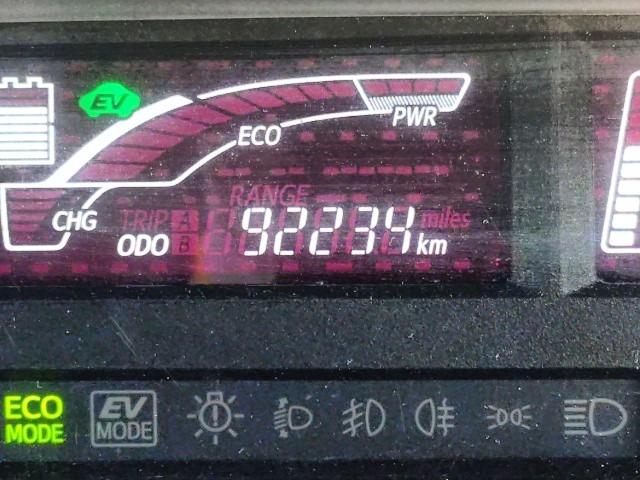 EV
ECO
PWR
RANGE
CHG TRIP A miles
ODO B 92234 km
ECO MODE
EV MODE